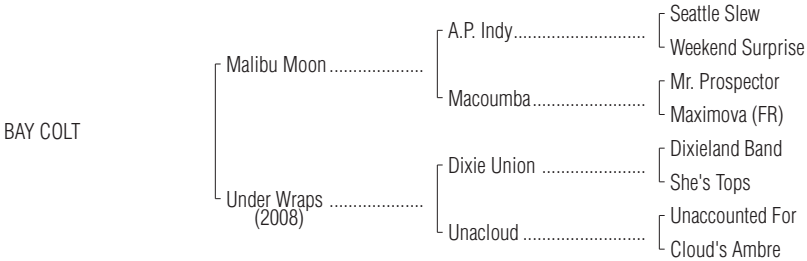 Seattle Slew
A.P. Indy..............................
Weekend Surprise
Malibu Moon .....................
Mr. Prospector
Macoumba..........................
Maximova (FR)
BAY COLT
Dixieland Band
Dixie Union ........................
She's Tops
Under Wraps .....................
(2008)
Unaccounted For
Unacloud ............................
Cloud's Ambre